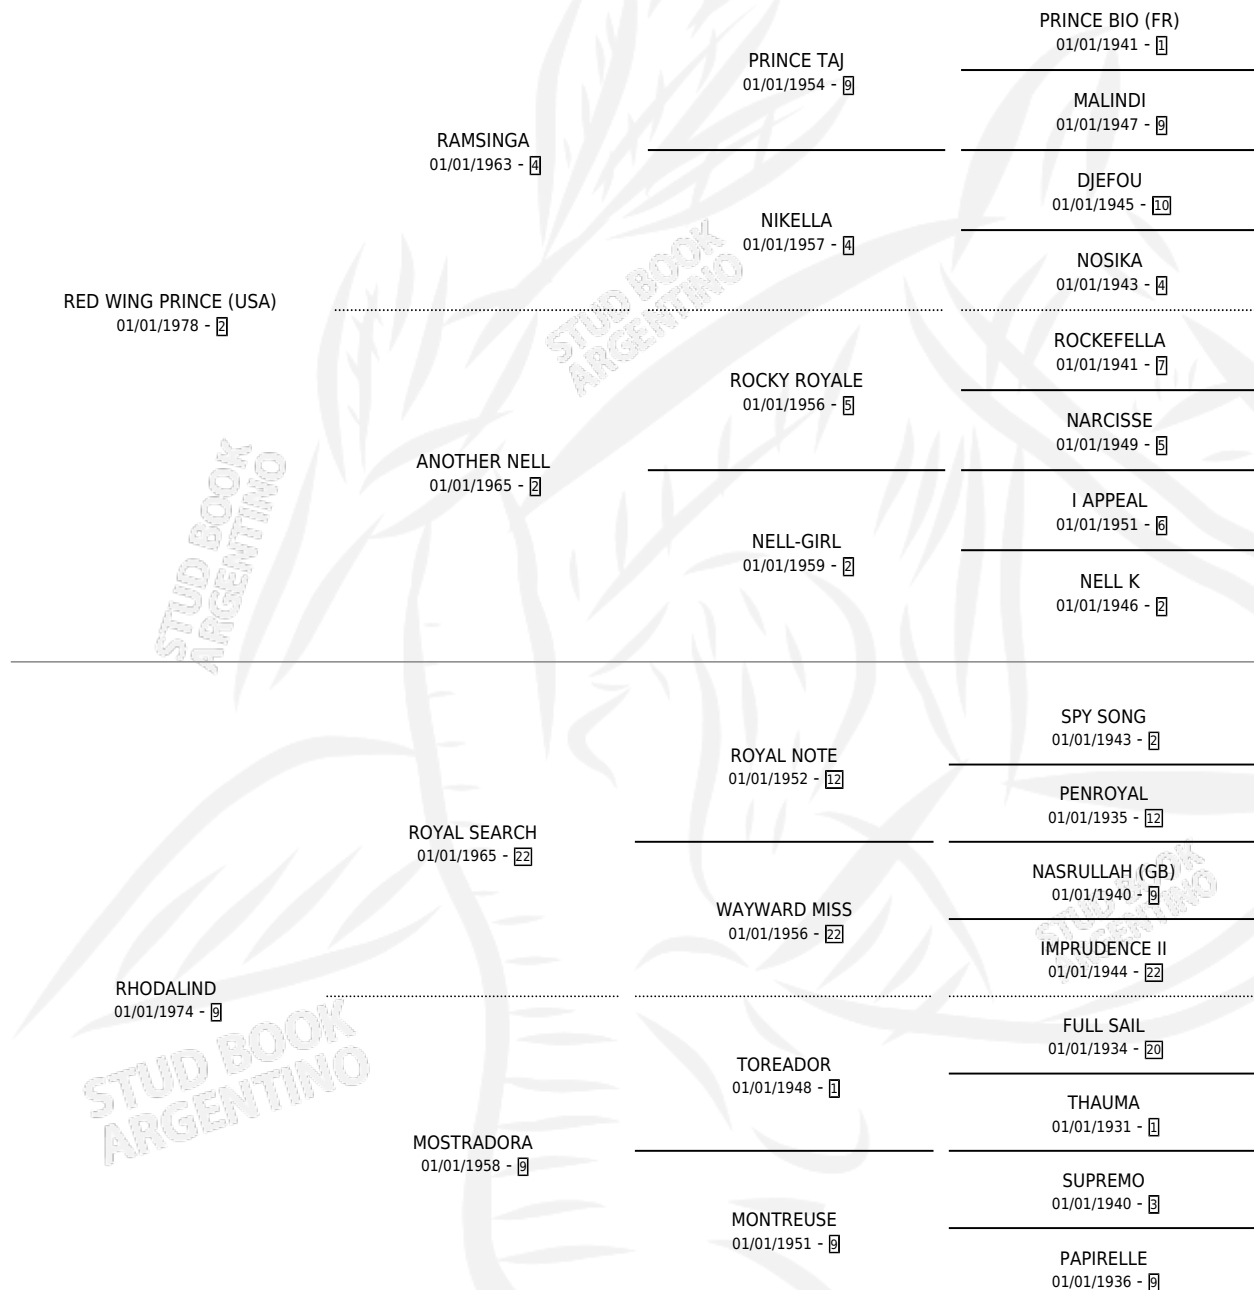 PRINCE BIO (FR)
01/01/1941 - 1
PRINCE TAJ
01/01/1954 - 9
MALINDI
01/01/1947 - 9
RAMSINGA
01/01/1963 - 4
DJEFOU
01/01/1945 - 10
NIKELLA
01/01/1957 - 4
NOSIKA
01/01/1943 - 4
RED WING PRINCE (USA)
01/01/1978 - 2
STUD BOOK
ARGENTINO
ROCKEFELLA
01/01/1941 - 7
ROCKY ROYALE
01/01/1956 - 5
NARCISSE
01/01/1949 - 5
ANOTHER NELL
01/01/1965 - 2
I APPEAL
01/01/1951 - 6
NELL-GIRL
01/01/1959 - 2
NELL K
01/01/1946 - 2
STUD BOOK
ARGENTINO
SPY SONG
01/01/1943 - 2
ROYAL NOTE
01/01/1952 - 12
PENROYAL
01/01/1935 - 12
ROYAL SEARCH
01/01/1965 - 22
NASRULLAH (GB)
01/01/1940 - 9
STUD BOOK
ARGENTINO
WAYWARD MISS
01/01/1956 - 22
IMPRUDENCE II
01/01/1944 - 22
RHODALIND
01/01/1974 - 9
STUD BOOK
ARGENTINO
FULL SAIL
01/01/1934 - 20
TOREADOR
01/01/1948 - 1
THAUMA
01/01/1931 - 1
MOSTRADORA
01/01/1958 - 9
SUPREMO
01/01/1940 - 3
MONTREUSE
01/01/1951 - 9
PAPIRELLE
01/01/1936 - 9